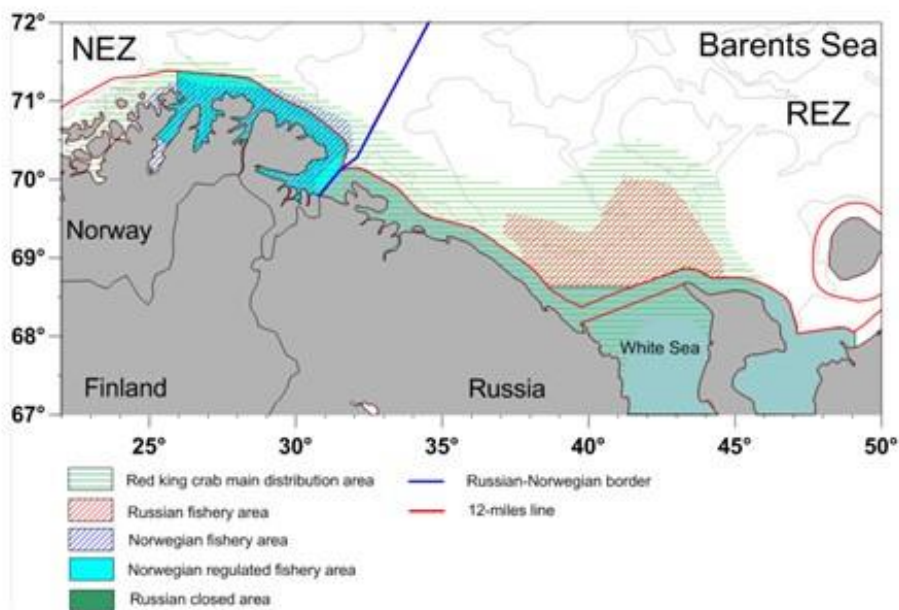 72°
NEZ
Barents Sea
71°
REZ
70°
Norway
69°
68°
White Sea
Finland
Russia
67°
25°
30°
35°
40°
45°
50°
Red king crab main distribution area
Russian fishery area
Norwegian fishery area
Norwegian regulated fishery area
Russian closed area
Russian-Norwegian border
12-miles line